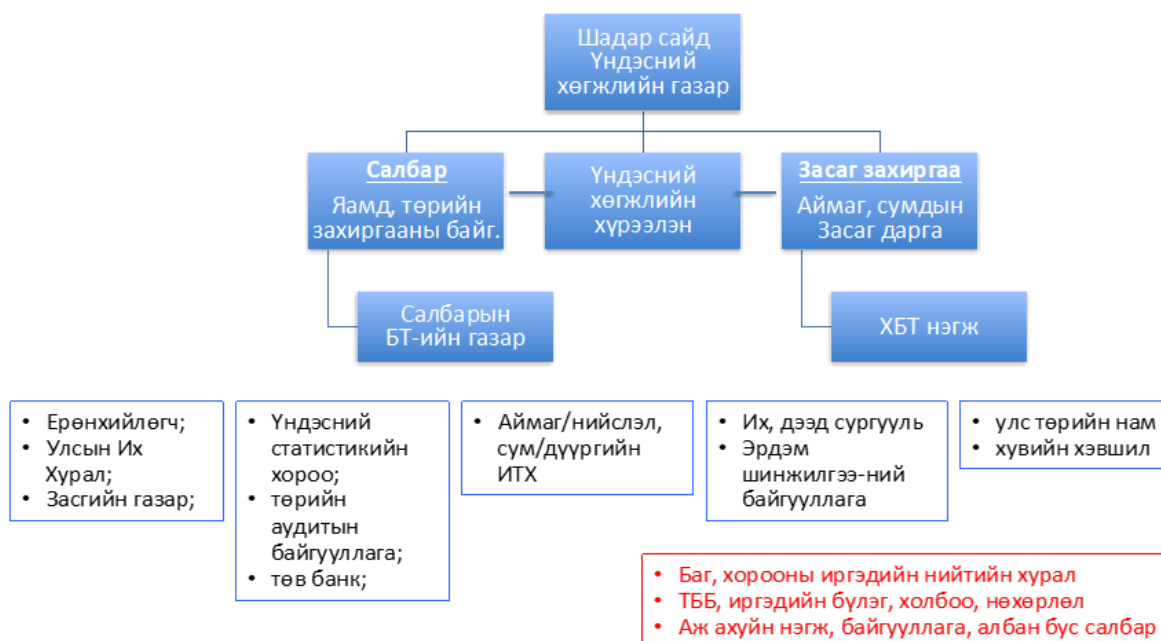 Шадар сайд
Үндэсний
хөгжлийн газар
Салбар
Яамд, төрийн
захиргааны байг.
Үндэсний
хөгжлийн
хүрээлэн
Засаг захиргаа
Аймаг, сумдын
Засаг дарга
Салбарын
БТ-ийн газар
ХБТ нэгж
• Ерөнхийлөгч;
• Улсын Их
Хурал;
• Засгийн газар;
• Үндэсний
статистикийн
хороо;
• төрийн
аудитын
байгууллага;
• төв банк;
• Аймаг/нийслэл,
сум/дүүргийн
ИТХ
• Их, дээд сургууль
• Эрдэм
шинжилгээ-ний
байгууллага
• улс төрийн нам
• хувийн хэвшил
• Баг, хорооны иргэдийн нийтийн хурал
• ТББ, иргэдийн бүлэг, холбоо, нөхөрлөл
• Аж ахуйн нэгж, байгууллага, албан бус салбар